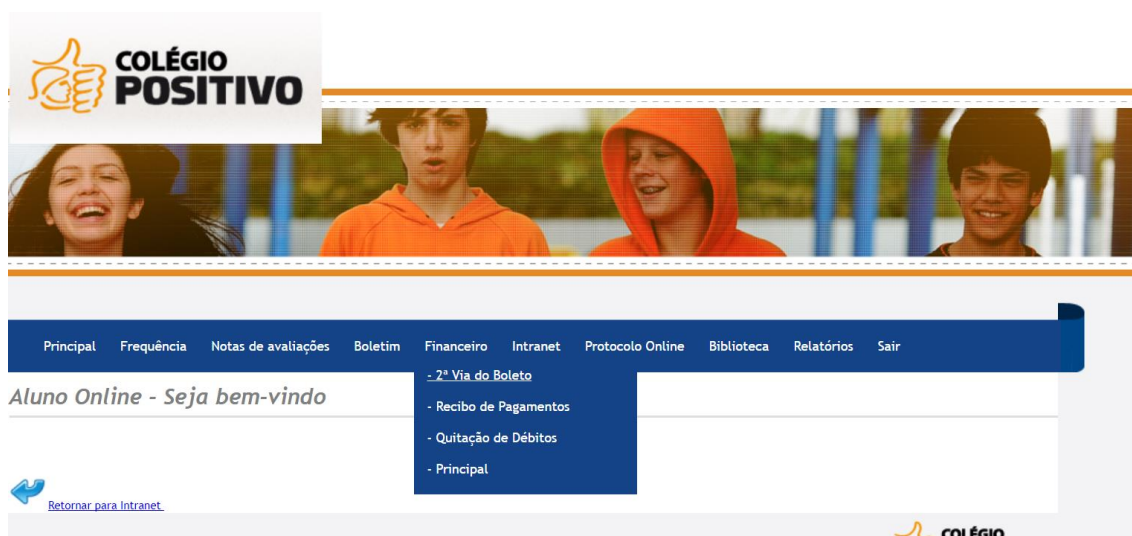 COLÉGIO
POSITIVO
Principal Frequência Notas de avaliações Boletim Financeiro Intranet Protocolo Online Biblioteca Relatórios Sair
- 2ª Via do Boleto
- Recibo de Pagamentos
- Quitação de Débitos
- Principal
Aluno Online - Seja bem-vindo
Retornar para Intranet
COLÉGIO